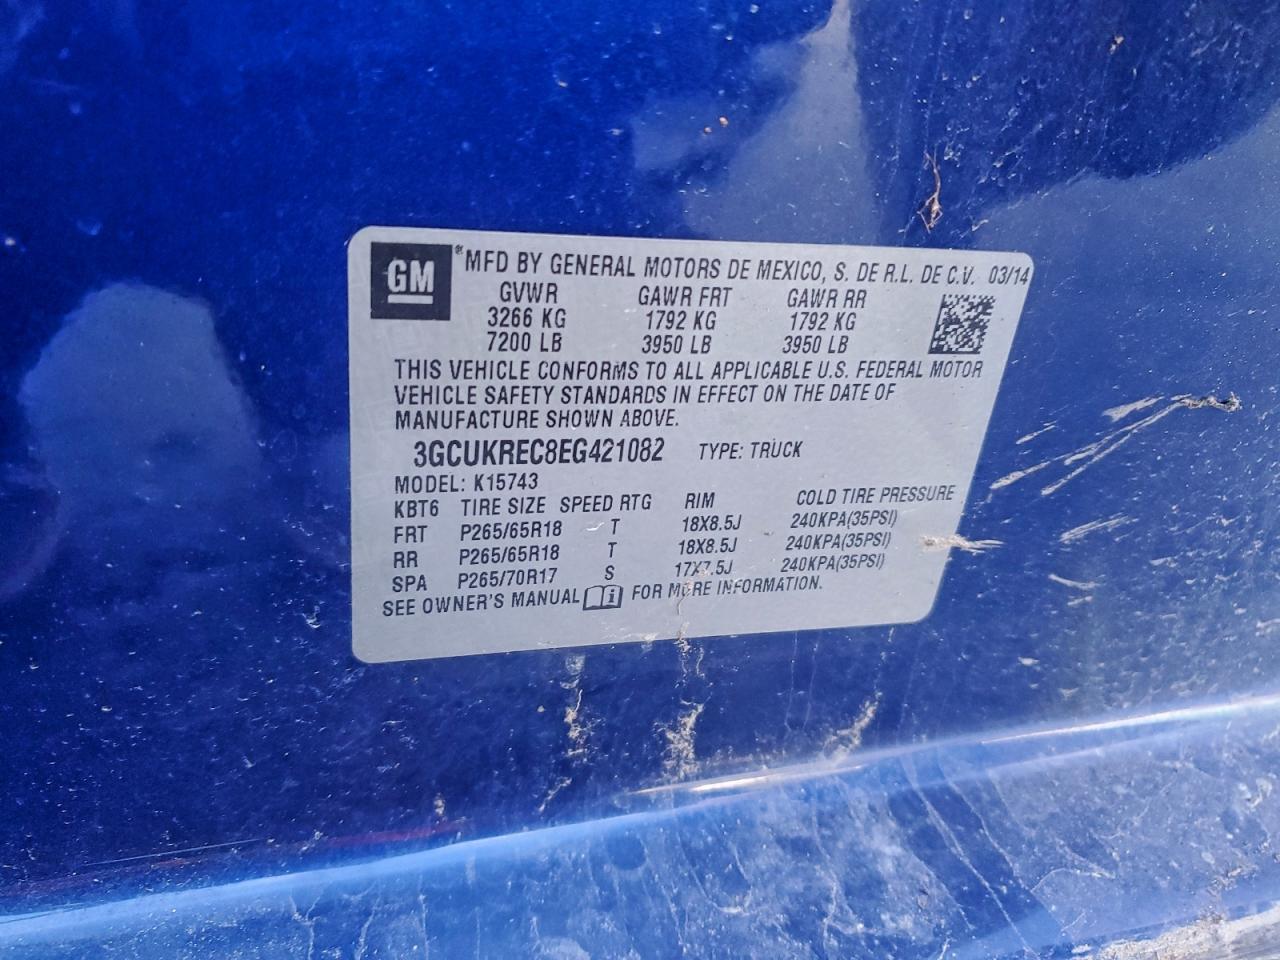 GM ® MFD BY GENERAL MOTORS DE MEXICO, S. DE R.L. DE C.V. 03/14
GVWR GAWR FRT GAWR RR
3266 KG 1792 KG 1792 KG
7200 LB 3950 LB 3950 LB
THIS VEHICLE CONFORMS TO ALL APPLICABLE U.S. FEDERAL MOTOR
VEHICLE SAFETY STANDARDS IN EFFECT ON THE DATE OF
MANUFACTURE SHOWN ABOVE.
3GCUKREC8EG421082 TYPE: TRUCK
MODEL: K15743
KBT6 TIRE SIZE SPEED RTG RIM COLD TIRE PRESSURE
FRT P265/65R18 T 18X8.5J 240KPA(35PSI)
RR P265/65R18 T 18X8.5J 240KPA(35PSI)
SPA P265/70R17 S 17X7.5J 240KPA(35PSI)
SEE OWNER'S MANUAL FOR MORE INFORMATION.